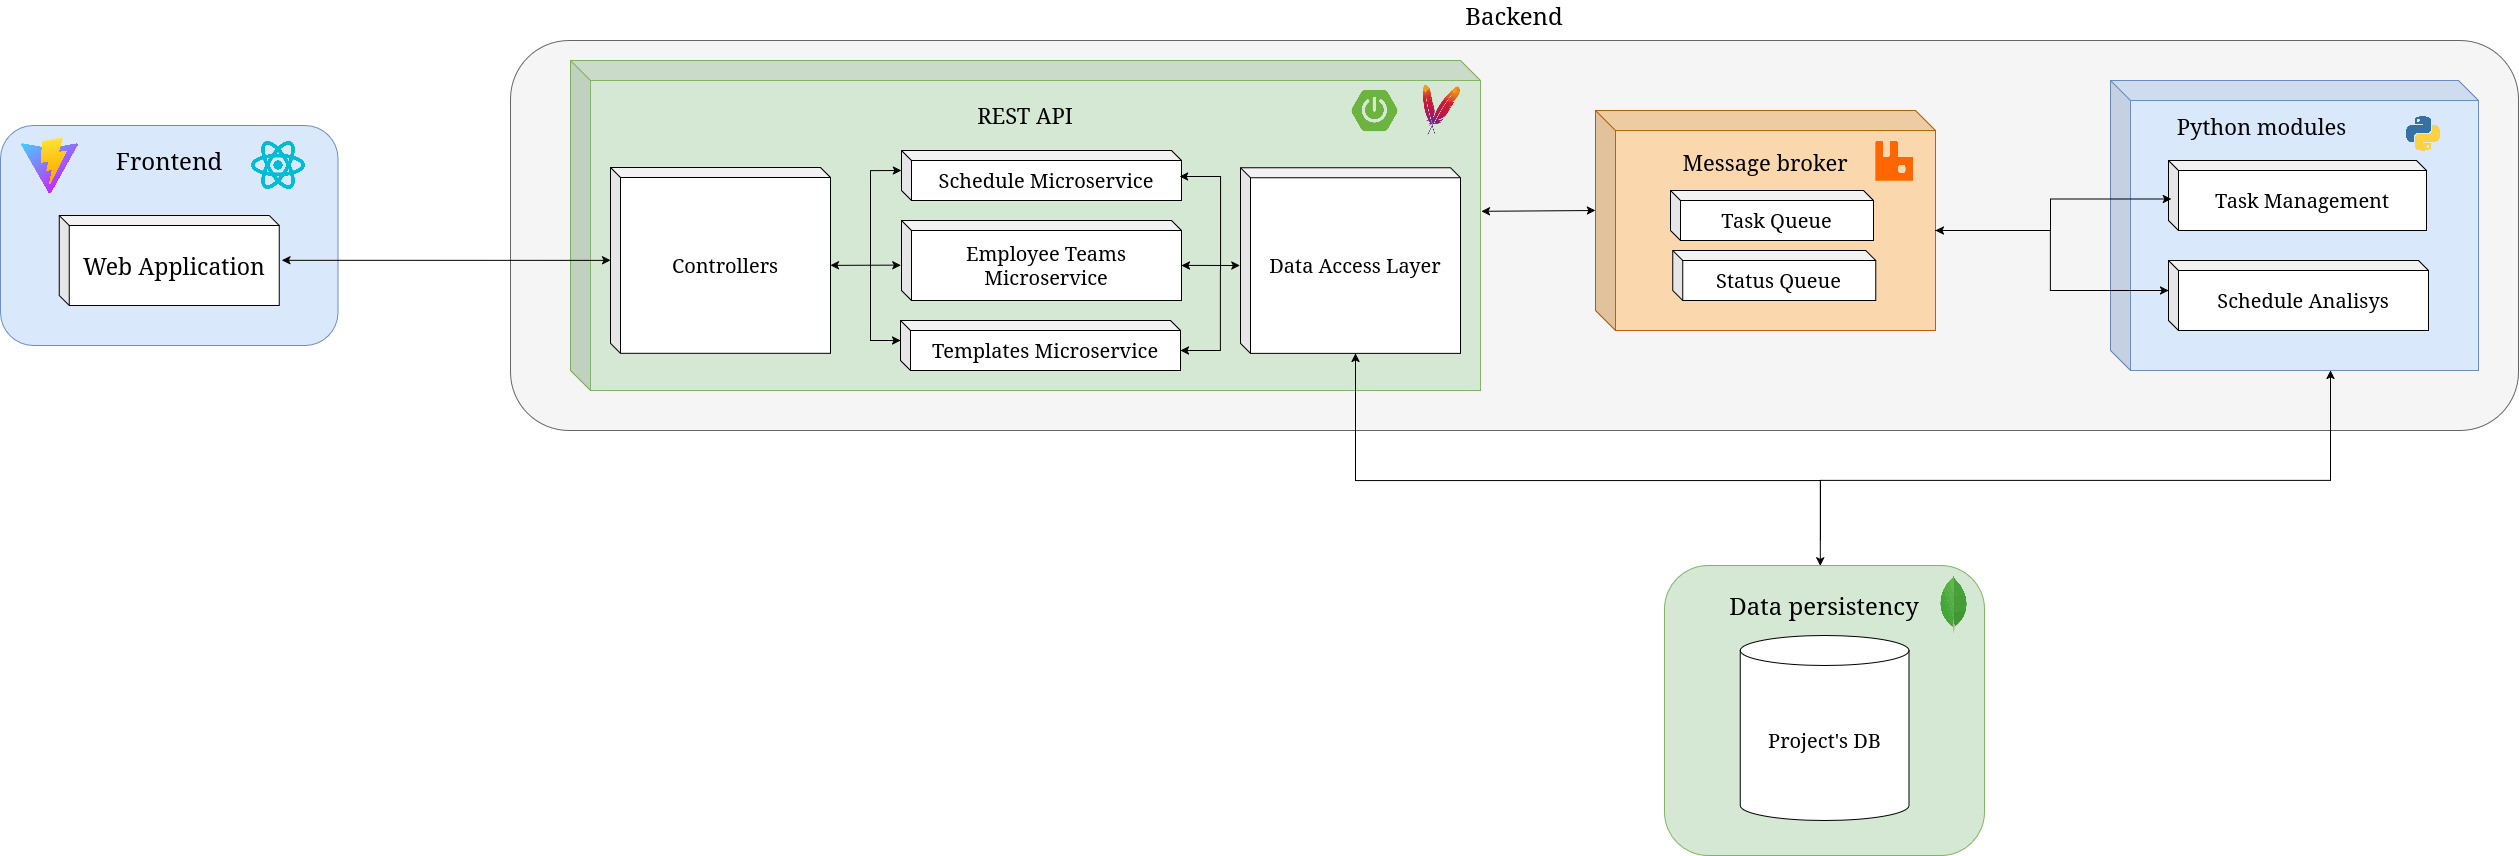 Backend
Frontend
Web Application
REST API
Controllers
Schedule Microservice
Employee Teams
Microservice
Templates Microservice
Data Access Layer
Message broker
Task Queue
Status Queue
Python modules
Task Management
Schedule Analisys
Data persistency
Project's DB